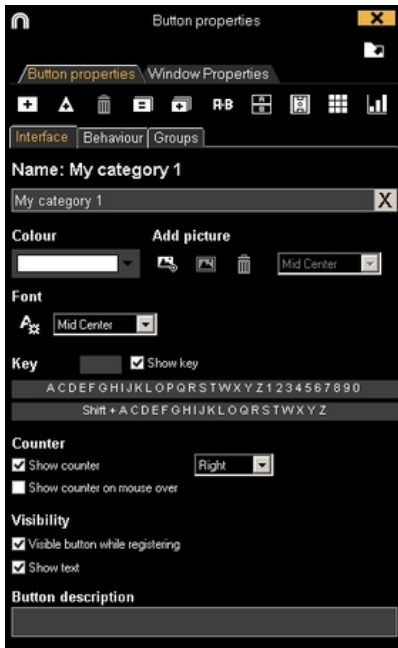 Button properties
X
Button properties Window Properties
A·B
Interface Behaviour Groups
Name: My category 1
My category 1 X
Colour Add picture
Mid Center
Font
Mid Center
Key Show key
A C D E F G H I J K L O P Q R S T W X Y Z 1 2 3 4 5 6 7 8 9 0
Shift + A C D E F G H I J K L O Q R S T W X Y Z
Counter
Show counter Right
Show counter on mouse over
Visibility
Visible button while registering
Show text
Button description